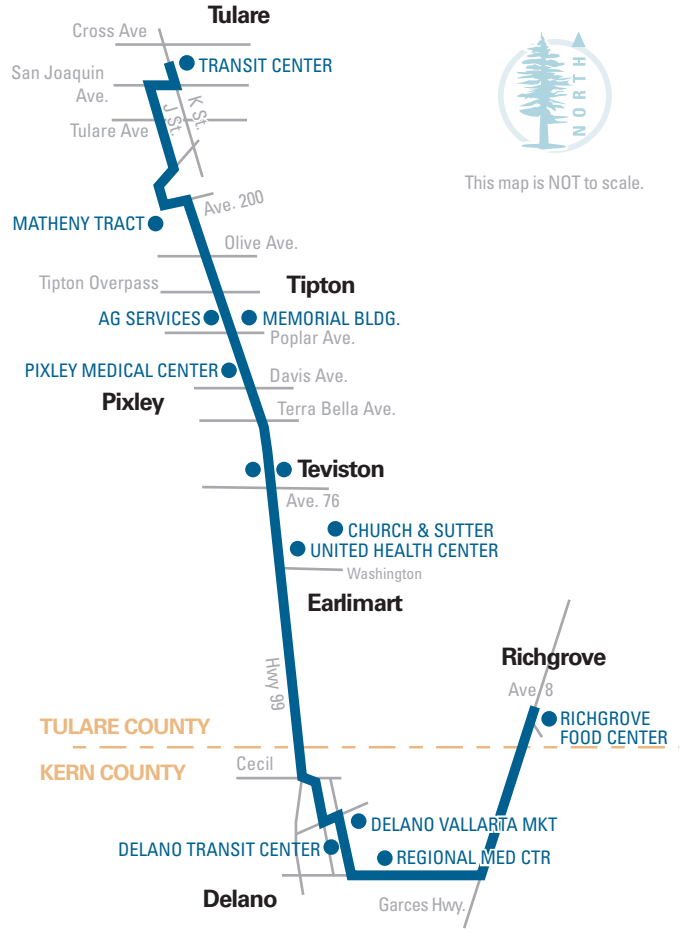 Tulare
Cross Ave
TRANSIT CENTER
San Joaquin
Ave.
K St.
J St.
Tulare Ave
NORTH
This map is NOT to scale.
Ave. 200
MATHENY TRACT
Olive Ave.
Tipton Overpass
Tipton
AG SERVICES
MEMORIAL BLDG.
Poplar Ave.
PIXLEY MEDICAL CENTER
Davis Ave.
Pixley
Terra Bella Ave.
Teviston
Ave. 76
CHURCH & SUTTER
UNITED HEALTH CENTER
Washington
Earlimart
Hwy 99
Richgrove
Ave. 8
RICHGROVE
FOOD CENTER
TULARE COUNTY
KERN COUNTY
Cecil
DELANO VALLARTA MKT
DELANO TRANSIT CENTER
REGIONAL MED CTR
Delano
Garces Hwy.